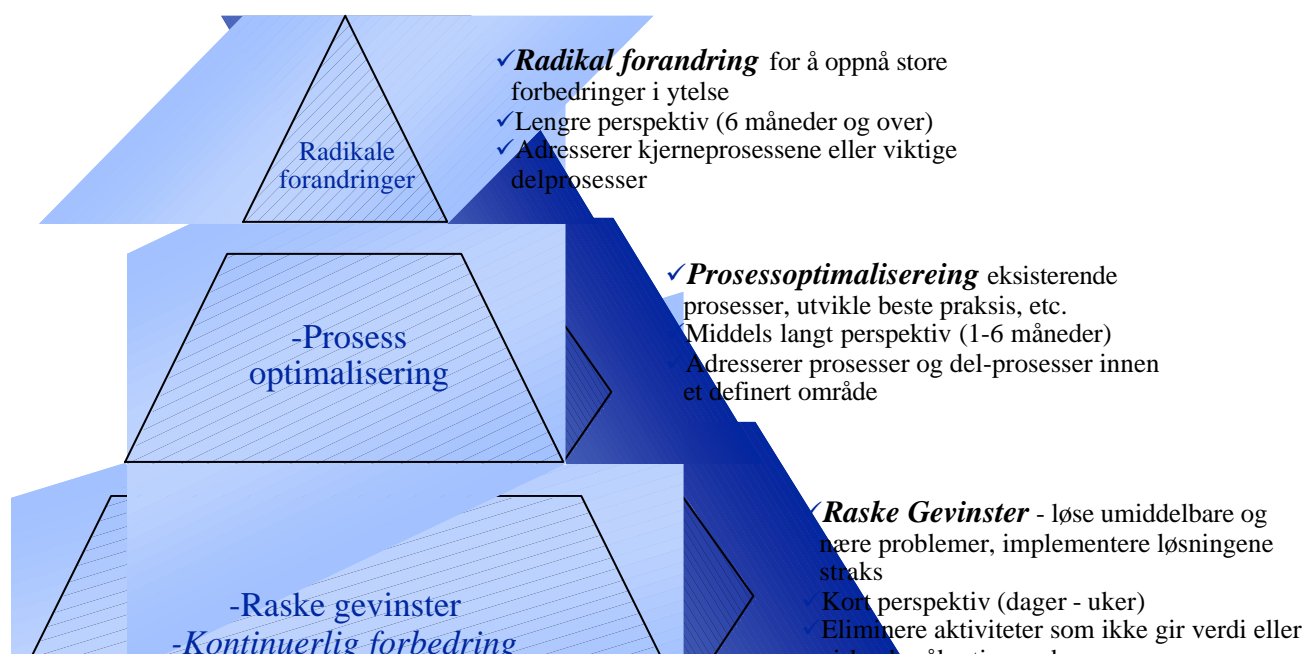 Radikale
forandringer
✓Radikal forandring for å oppnå store
forbedringer i ytelse
✓Lengre perspektiv (6 måneder og over)
✓Adresserer kjerneprosessene eller viktige
delprosesser
-Prosess
optimalisering
✓Prosessoptimalisereing eksisterende
prosesser, utvikle beste praksis, etc.
✓Middels langt perspektiv (1-6 måneder)
✓Adresserer prosesser og del-prosesser innen
et definert område
-Raske gevinster
-Kontinuerlig forbedring
✓Raske Gevinster - løse umiddelbare og
nære problemer, implementere løsningene
straks
✓Kort perspektiv (dager - uker)
✓Eliminere aktiviteter som ikke gir verdi eller